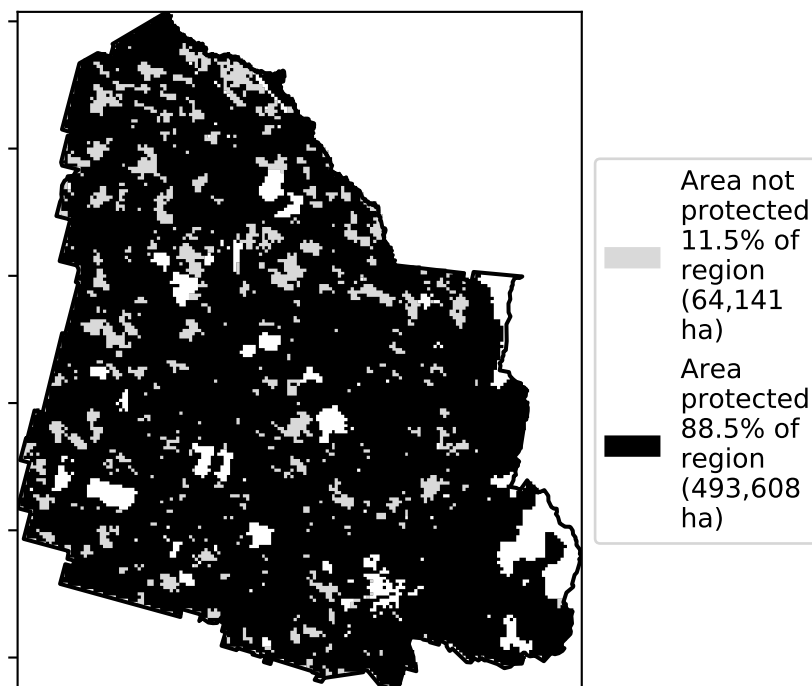 Area not
protected
11.5% of
region
(64,141
ha)
Area
protected
88.5% of
region
(493,608
ha)